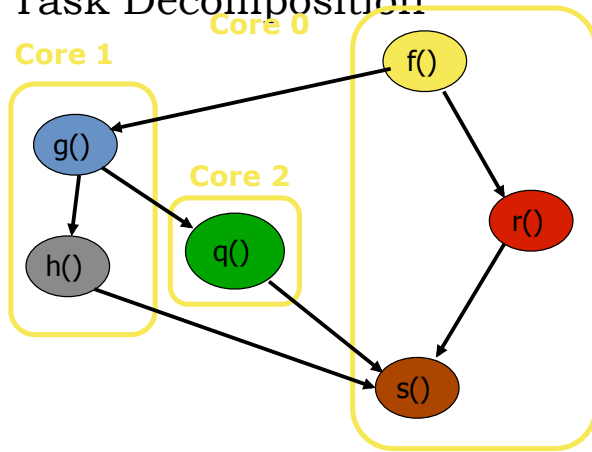 Task Decomposition
Core 0
Core 1
f()
g()
Core 2
r()
q()
h()
s()